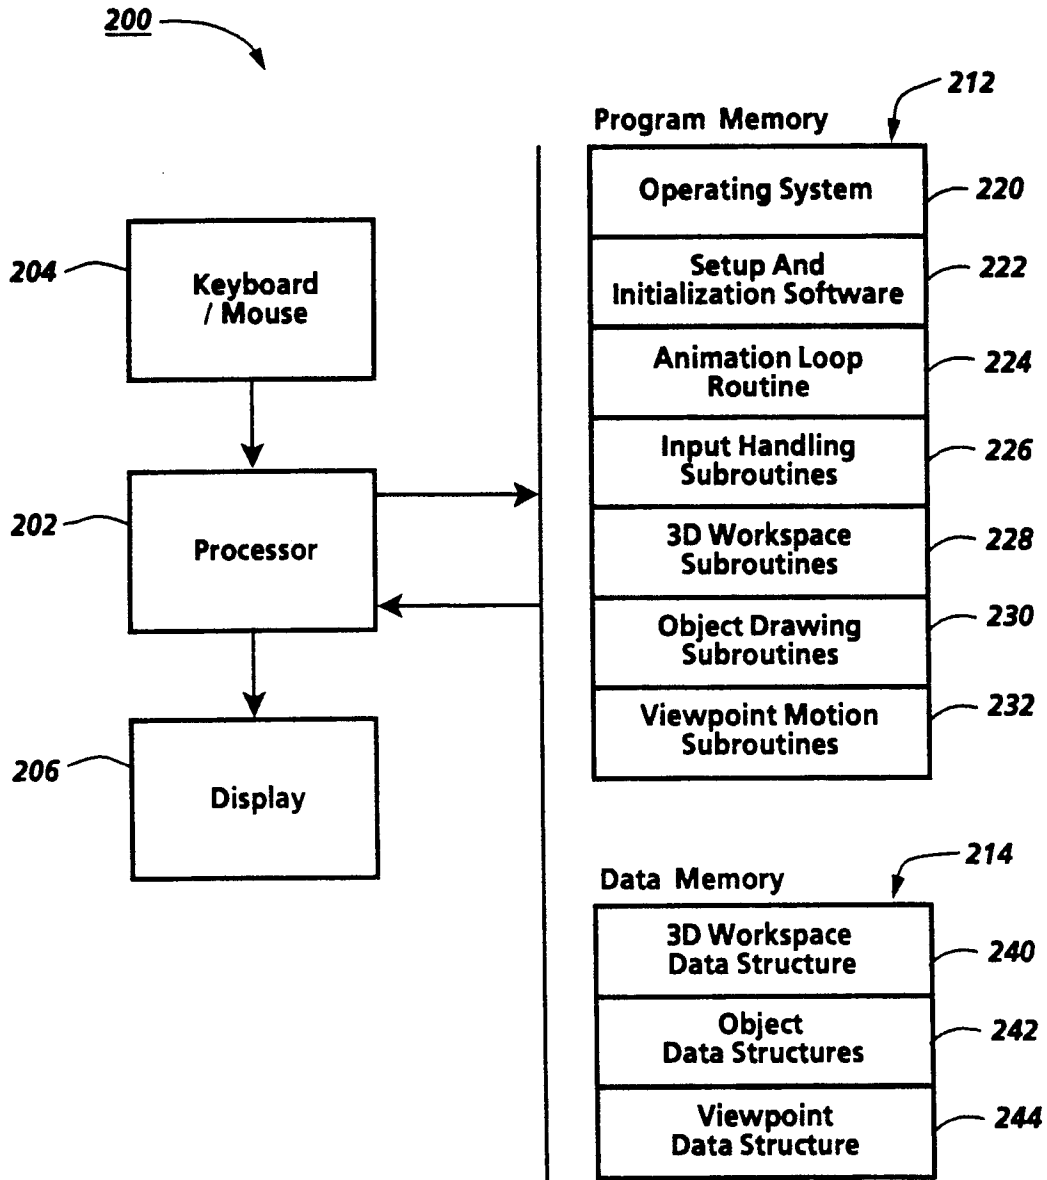 200
204
Keyboard
/ Mouse
202
Processor
206
Display
212
Program Memory
Operating System
220
Setup And
Initialization Software
222
Animation Loop
Routine
224
Input Handling
Subroutines
226
3D Workspace
Subroutines
228
Object Drawing
Subroutines
230
Viewpoint Motion
Subroutines
232
214
Data Memory
3D Workspace
Data Structure
240
Object
Data Structures
242
Viewpoint
Data Structure
244